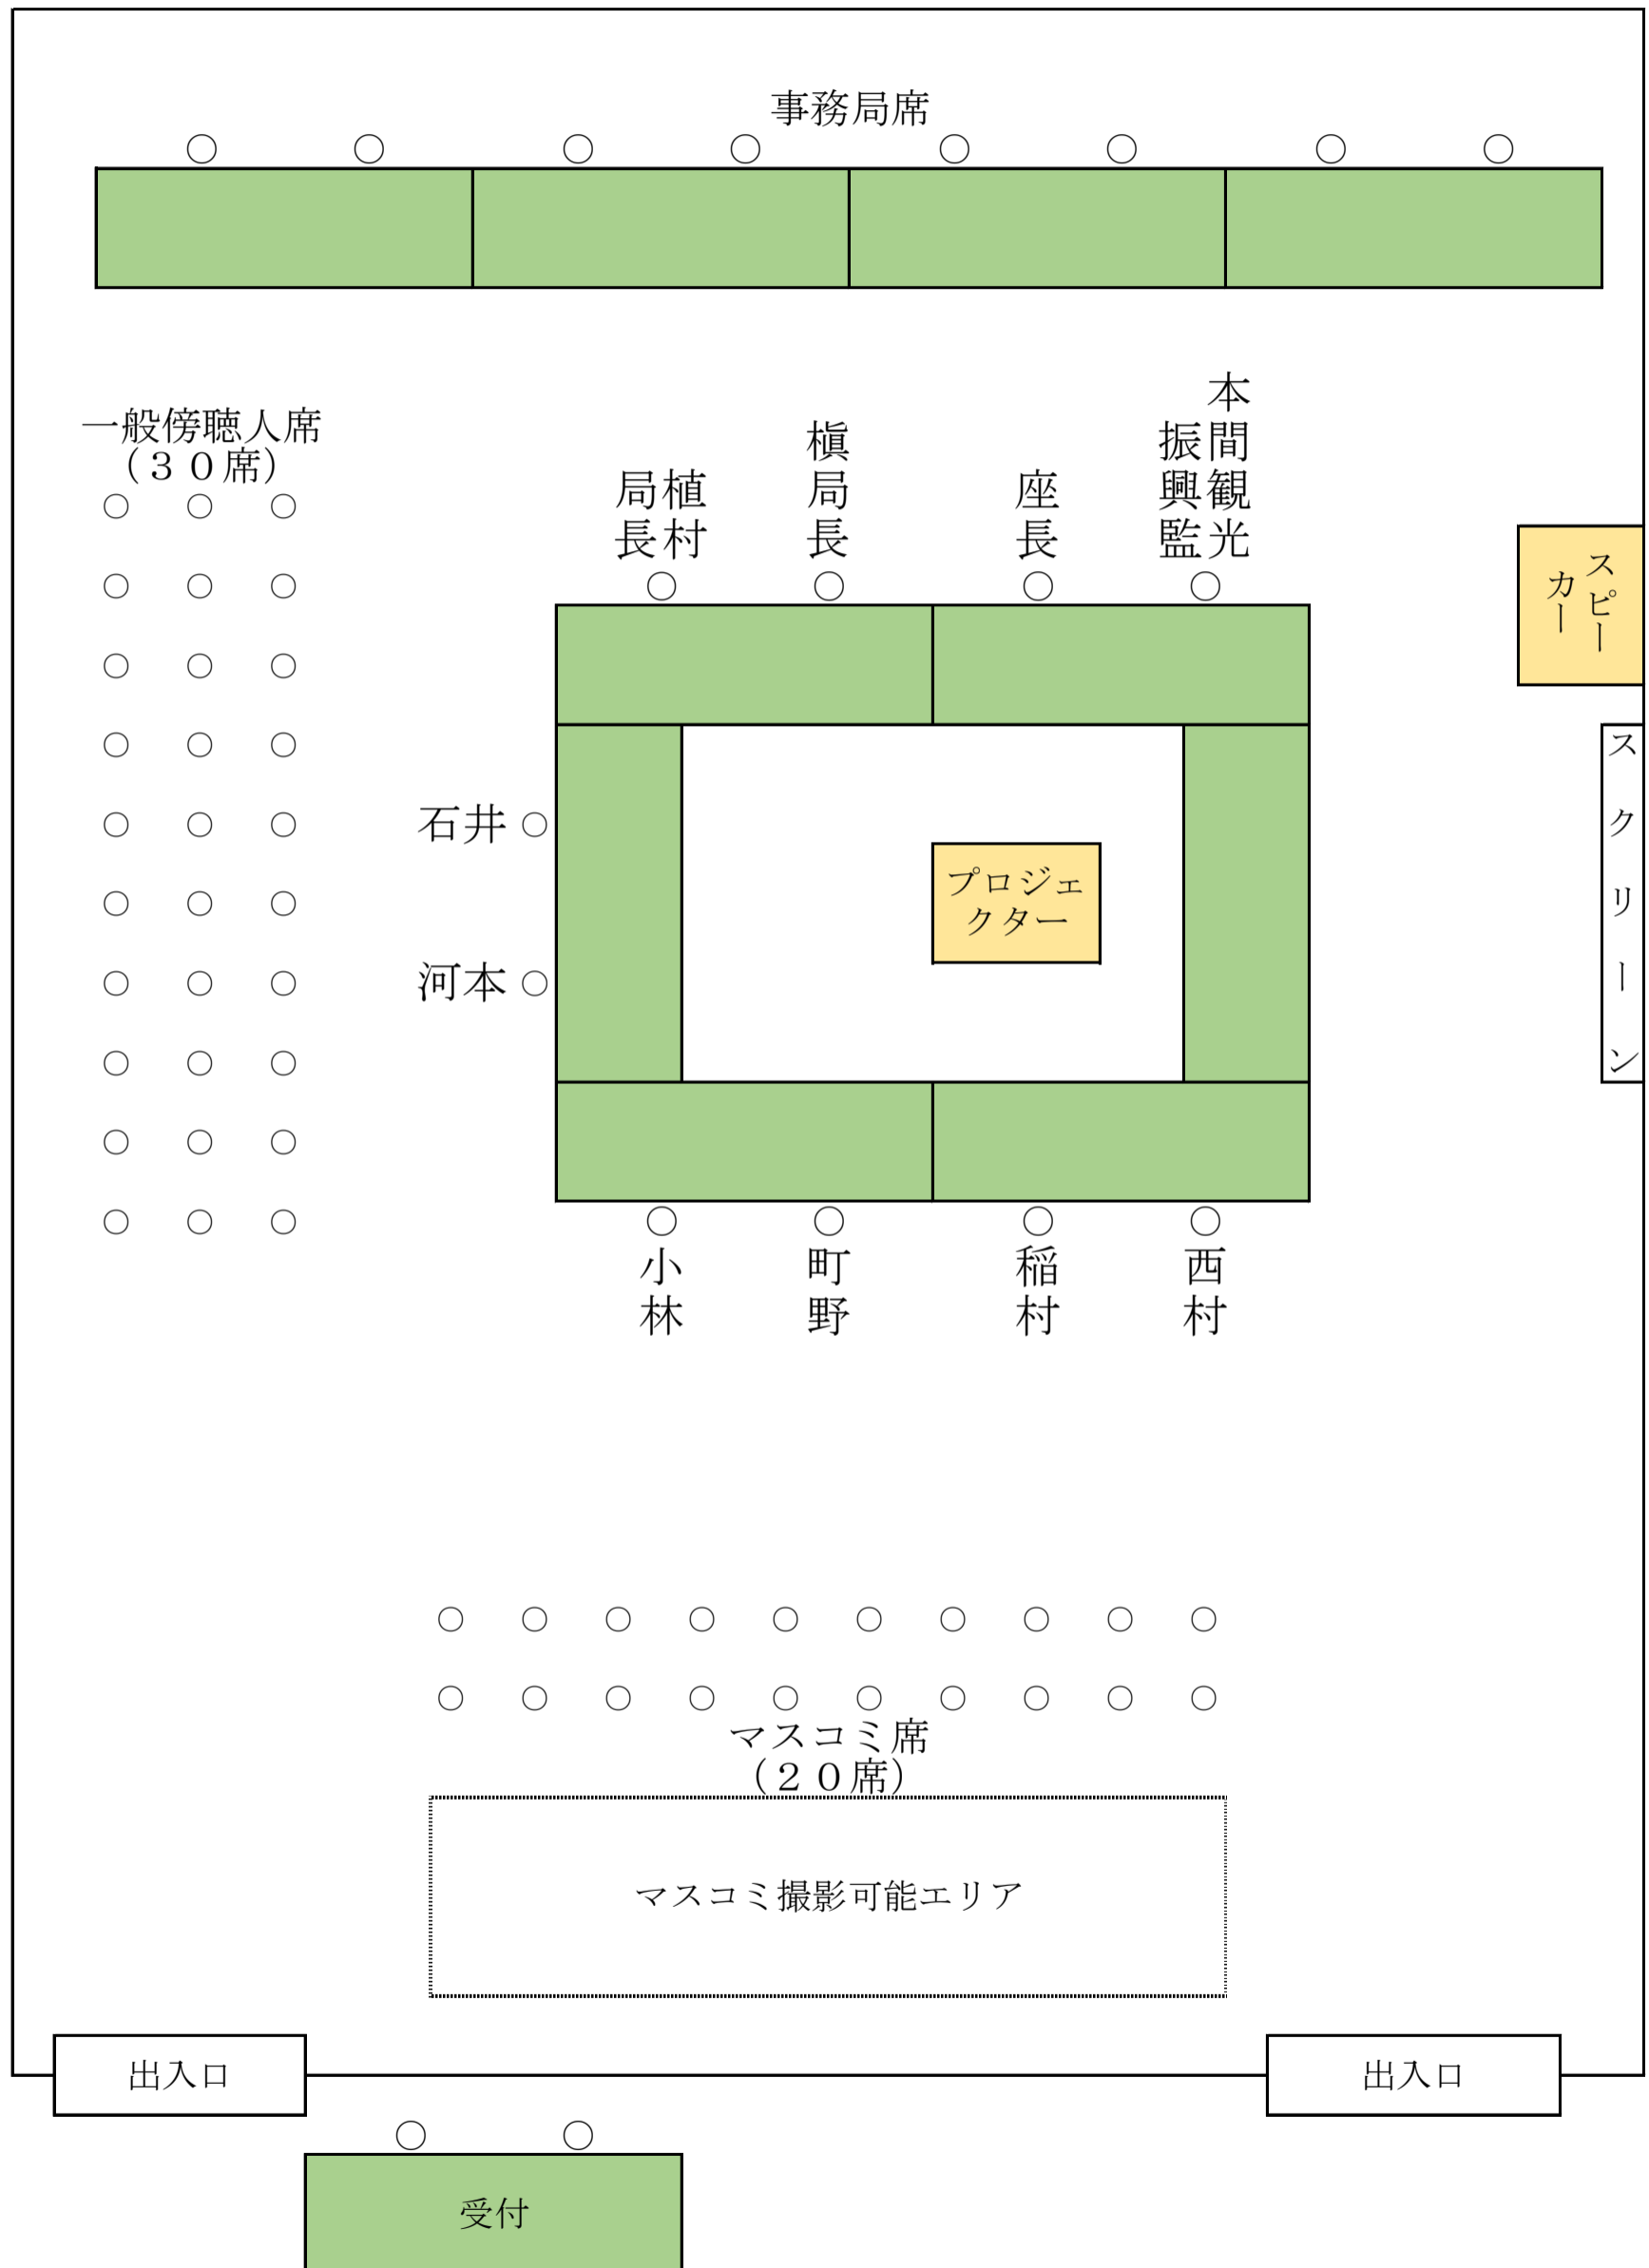 事務局席
一般傍聴人席
（３０席）
植村
局長
槇局長
座長
本間観光
振興監
スピー
カー
スクリーン
石井
プロジェ
クター
河本
小林
町野
稲村
西村
マスコミ席
（２０席）
マスコミ撮影可能エリア
出入口
出入口
受付